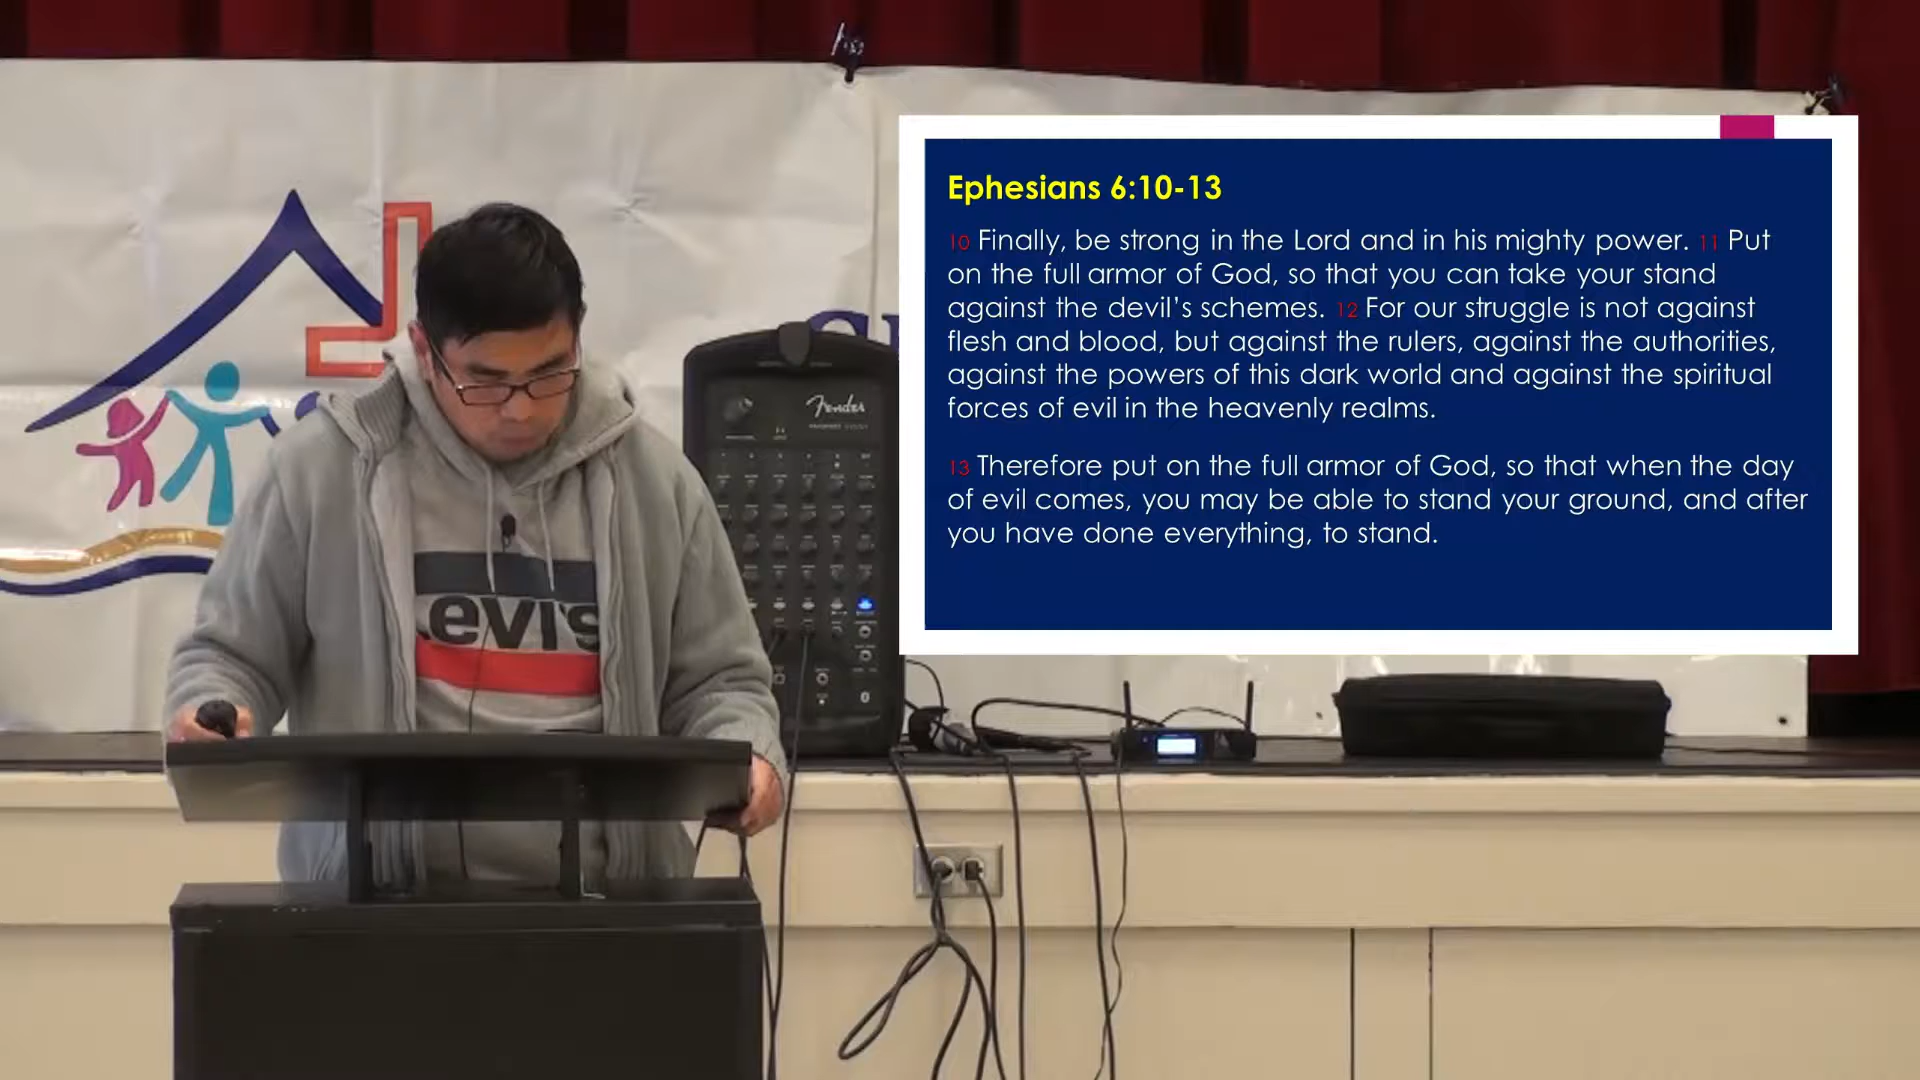 Ephesians 6:10-13
10 Finally, be strong in the Lord and in his mighty power. 11 Put
on the full armor of God, so that you can take your stand
against the devil's schemes. 12 For our struggle is not against
flesh and blood, but against the rulers, against the authorities,
against the powers of this dark world and against the spiritual
forces of evil in the heavenly realms.
13 Therefore put on the full armor of God, so that when the day
of evil comes, you may be able to stand your ground, and after
you have done everything, to stand.
Fender
Levi's